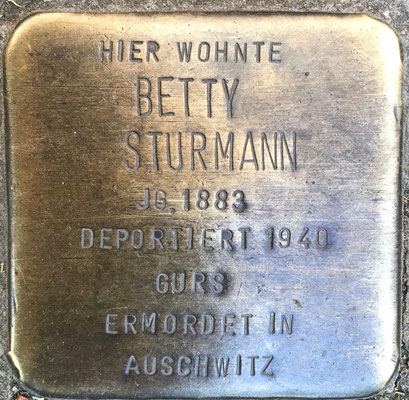 HIER WOHNTE
BETTY
STURMANN
JG. 1883
DEPORTIERT 1940
GURS
ERMORDET IN
AUSCHWITZ